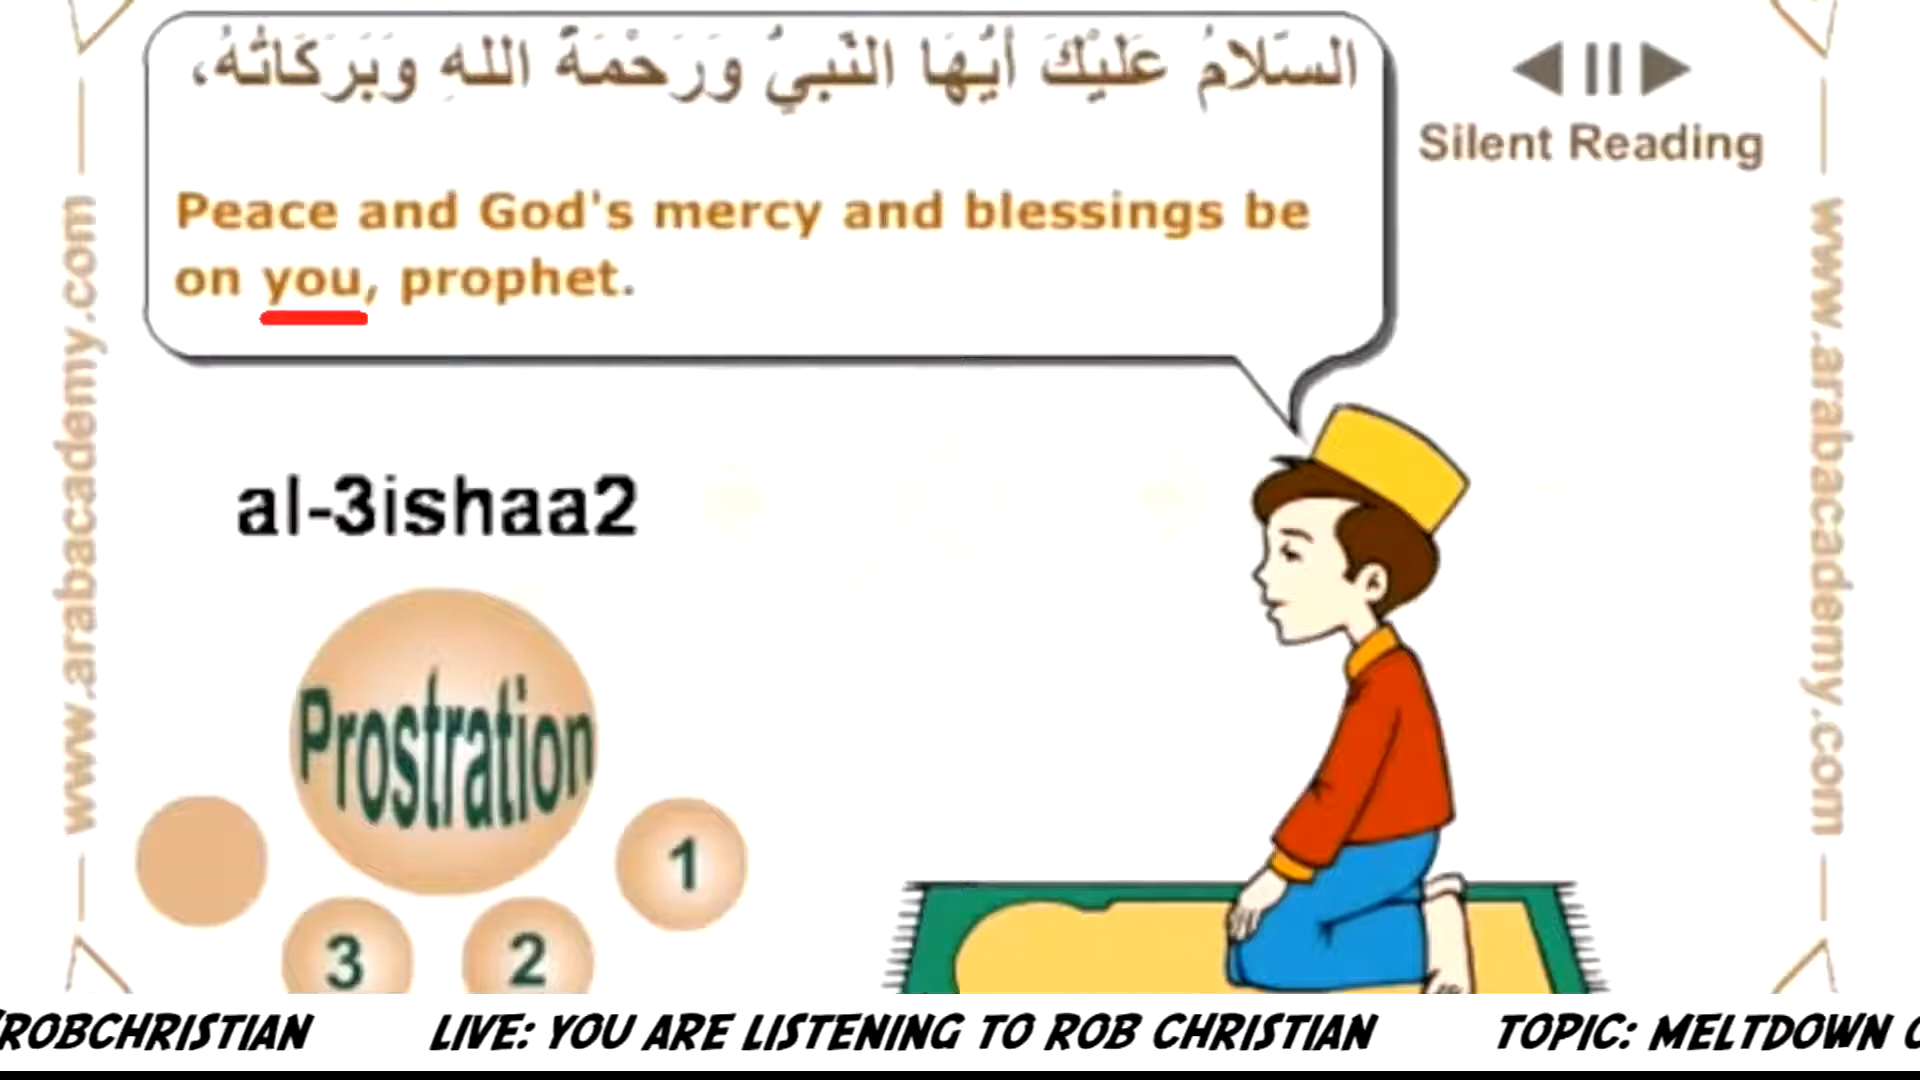 السَّلامُ عَلَيْكَ أَيُّهَا النَّبِيُّ وَرَحْمَةُ اللهِ وَبَرَكَاتُهُ،
Peace and God's mercy and blessings be
on you, prophet.
Silent Reading
www.arabacademy.com
www.arabacademy.com
al-3ishaa2
Prostration
1
3
2
ROBCHRISTIAN LIVE: YOU ARE LISTENING TO ROB CHRISTIAN TOPIC: MELTDOWN